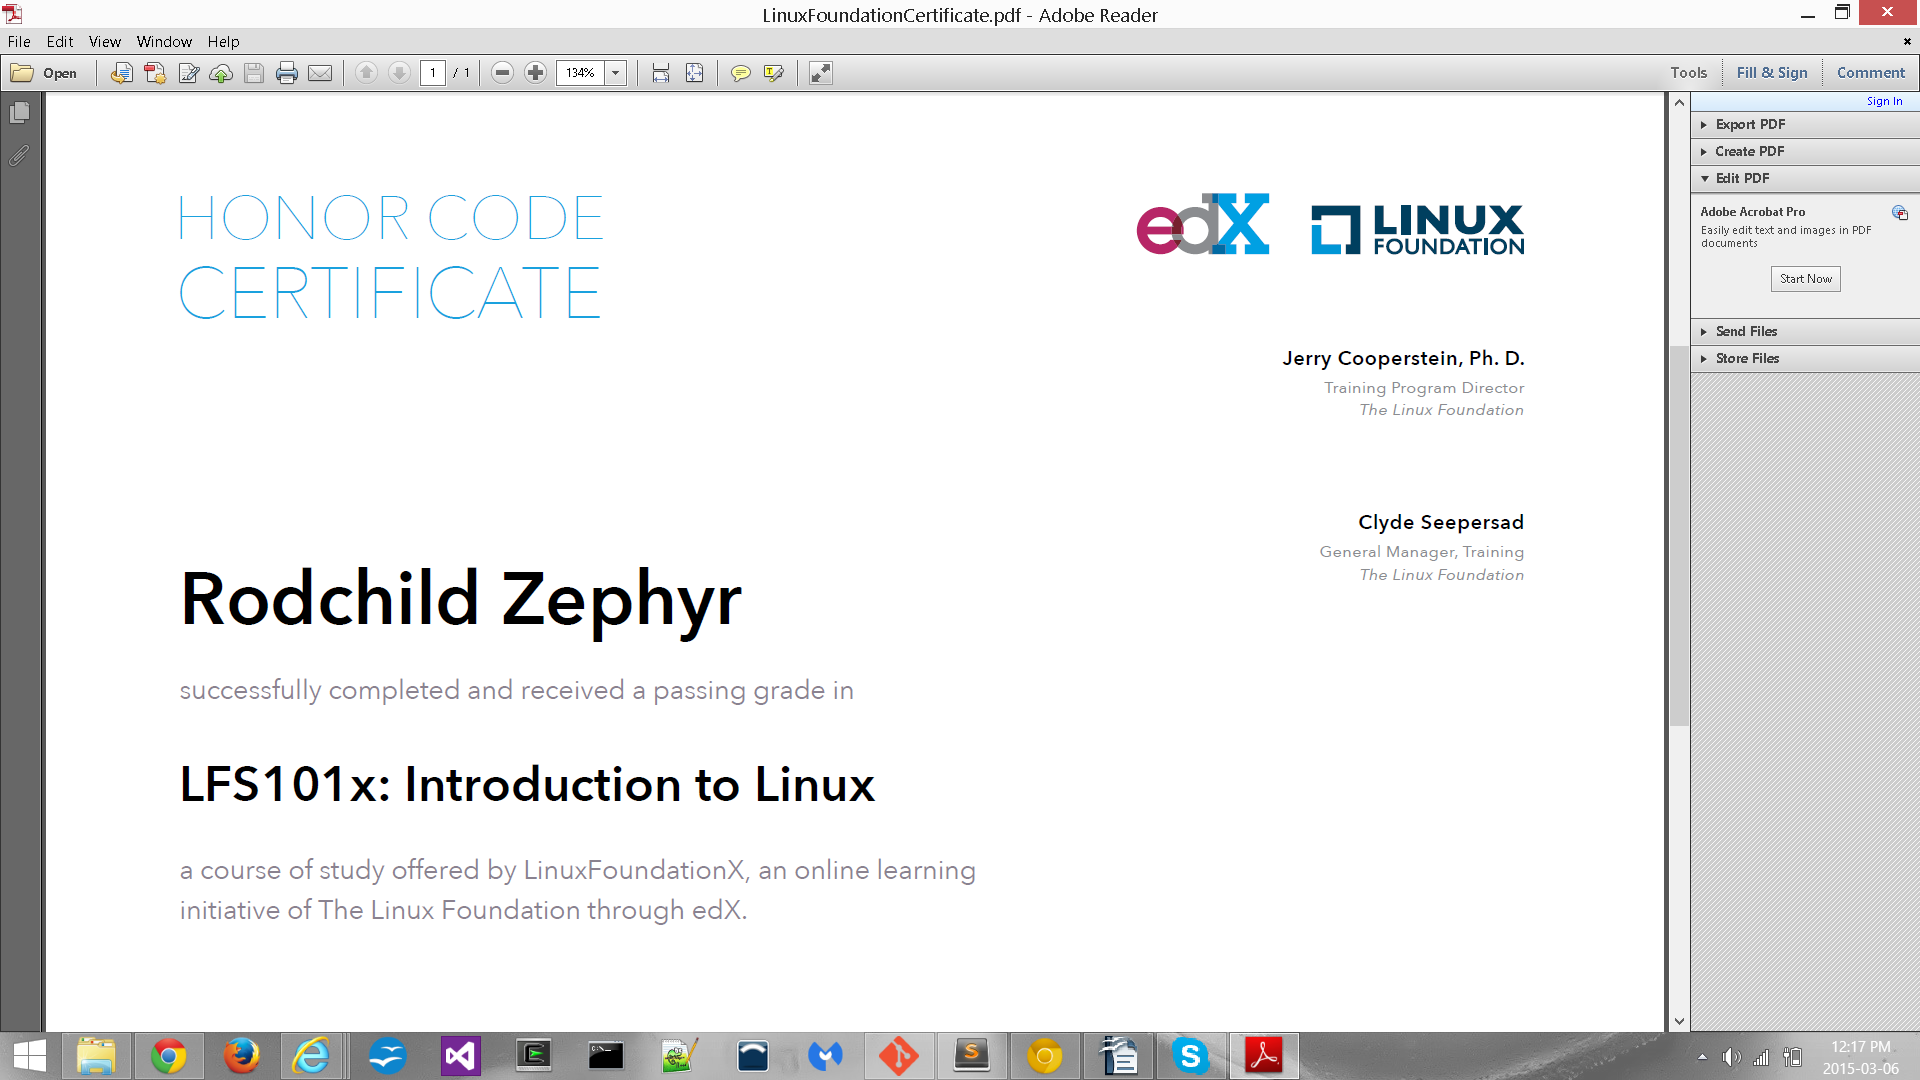 LinuxFoundationCertificate.pdf - Adobe Reader
File Edit View Window Help
Open 1 / 1 134% Tools Fill & Sign Comment
Sign In
Export PDF
Create PDF
Edit PDF
Adobe Acrobat Pro
Easily edit text and images in PDF
documents
Start Now
Send Files
Store Files
HONOR CODE
CERTIFICATE
edX
LINUX
FOUNDATION
Jerry Cooperstein, Ph. D.
Training Program Director
The Linux Foundation
Clyde Seepersad
General Manager, Training
The Linux Foundation
Rodchild Zephyr
successfully completed and received a passing grade in
LFS101x: Introduction to Linux
a course of study offered by LinuxFoundationX, an online learning
initiative of The Linux Foundation through edX.
12:17 PM
2015-03-06